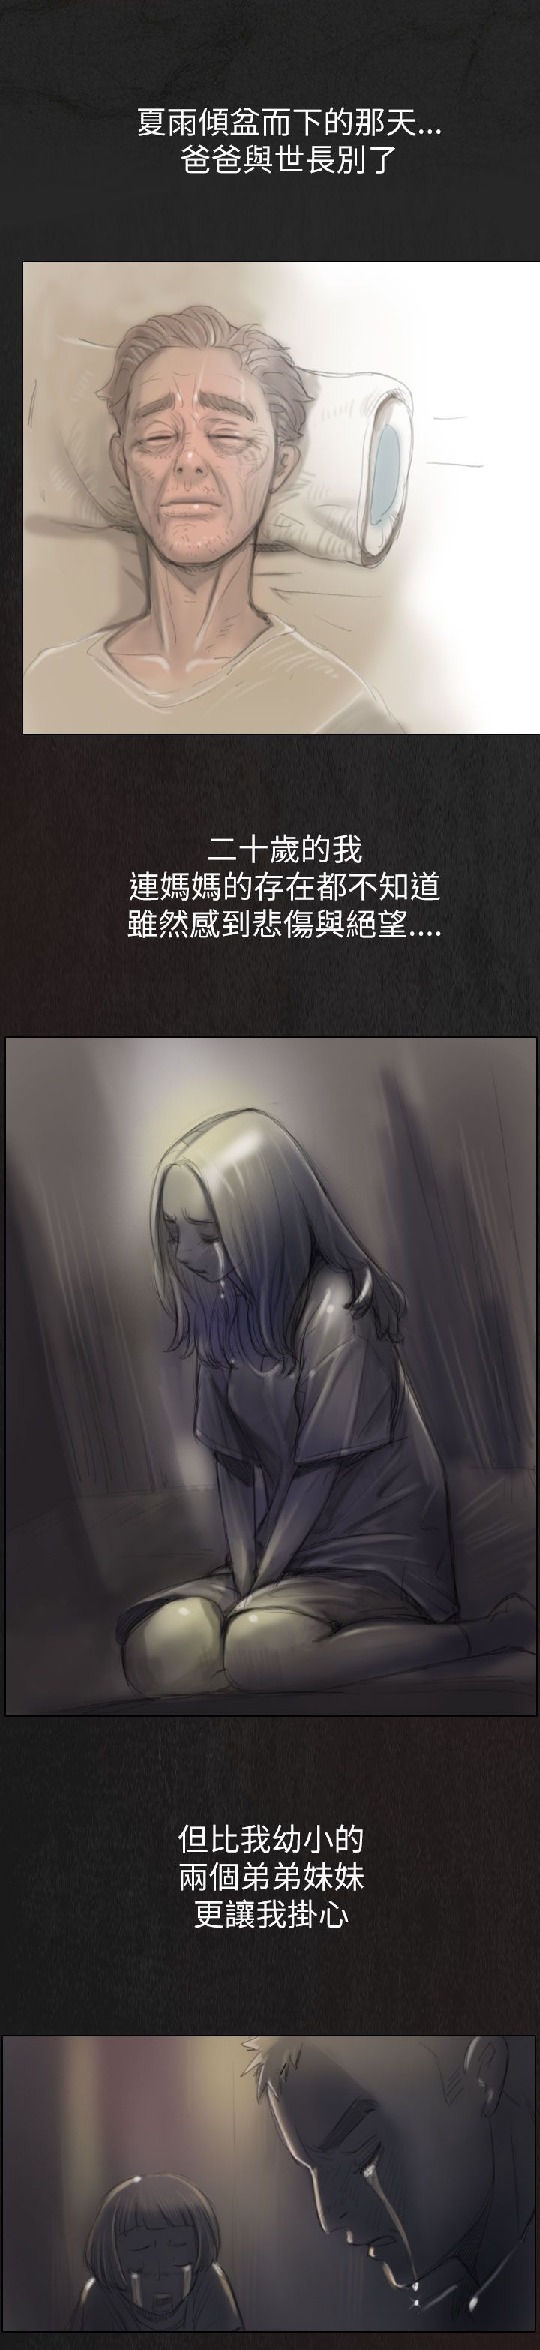 夏雨傾盆而下的那天...
爸爸與世長別了
二十歲的我
連媽媽的存在都不知道
雖然感到悲傷與絕望....
但比我幼小的
兩個弟弟妹妹
更讓我掛心